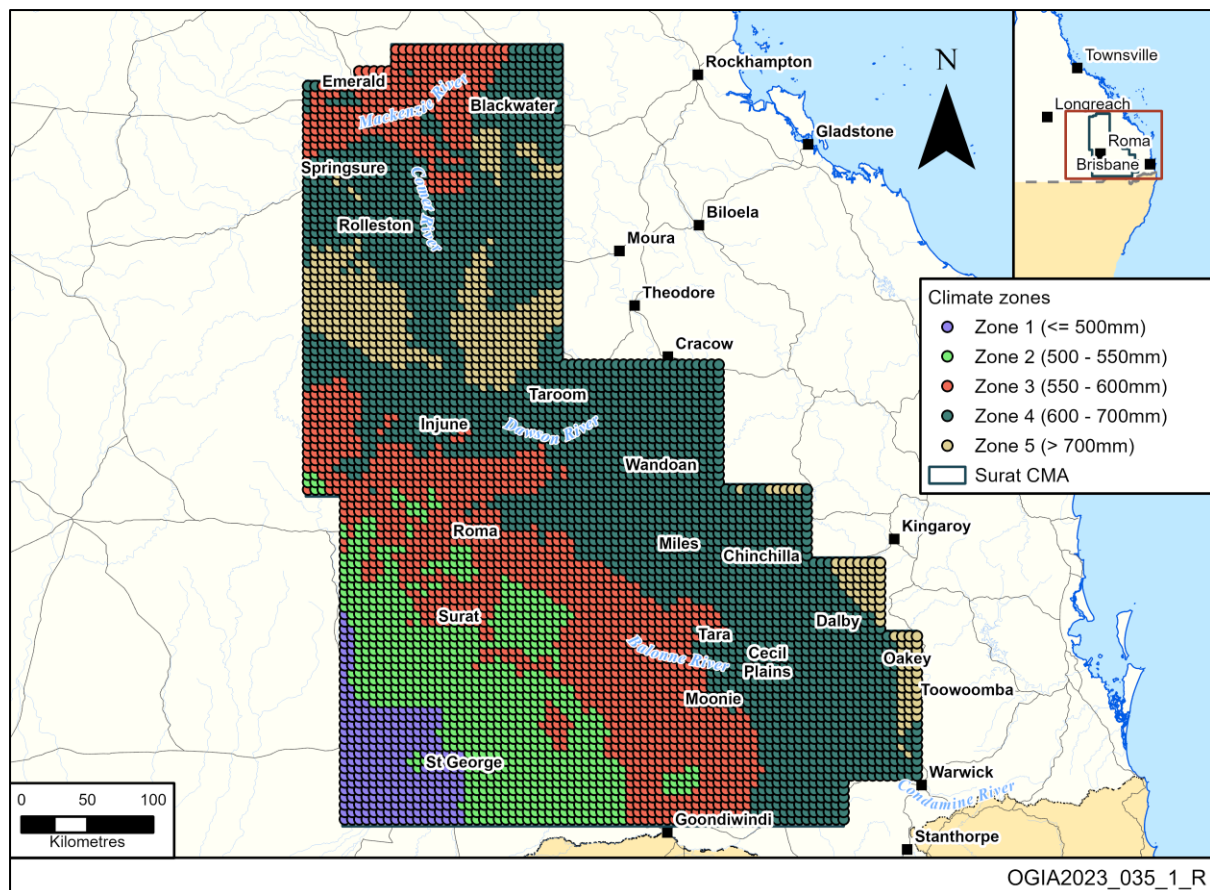 Emerald
Mackenzie River
Blackwater
Springsure
Comet River
Rolleston
Rockhampton
Gladstone
Biloela
Moura
Theodore
Cracow
Taroom
Injune
Dawson River
Wandoan
Roma
Miles
Chinchilla
Kingaroy
Surat
Tara
Balonne River
Cecil
Plains
Dalby
Oakey
Toowoomba
Moonie
St George
Warwick
Condamine River
Goondiwindi
Stanthorpe
N
Townsville
Longreach
Roma
Brisbane
Climate zones
Zone 1 (<= 500mm)
Zone 2 (500 - 550mm)
Zone 3 (550 - 600mm)
Zone 4 (600 - 700mm)
Zone 5 (> 700mm)
Surat CMA
0 50 100
Kilometres
OGIA2023_035_1_R